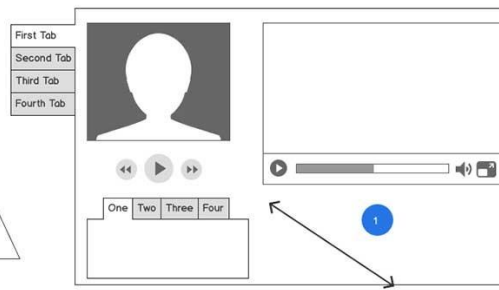 First Tab
Second Tab
Third Tab
Fourth Tab
One Two Three Four
1